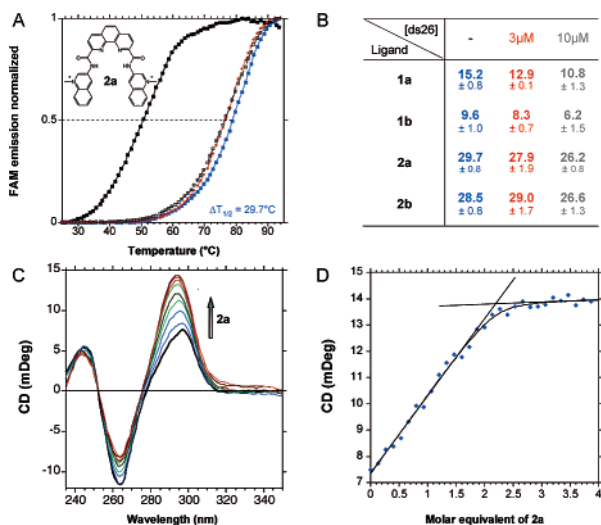 A
FAM emission normalized
1
0.5
0
O
NH
N
O
HN
N
2a
ΔT1/2 = 29.7°C
30 40 50 60 70 80 90
Temperature (°C)
B
[ds26]
Ligand
- 3µM 10µM
1a 15.2 ± 0.8 12.9 ± 0.1 10.8 ± 1.3
1b 9.6 ± 1.0 8.3 ± 0.7 6.2 ± 1.5
2a 29.7 ± 0.8 27.9 ± 1.9 26.2 ± 0.8
2b 28.5 ± 0.6 29.0 ± 1.7 26.6 ± 1.3
C
CD (mDeg)
15
10
5
0
-5
-10
2a
240 260 280 300 320 340
Wavelength (nm)
D
CD (mDeg)
16
15
14
13
12
11
10
9
8
7
0 0.5 1 1.5 2 2.5 3 3.5 4
Molar equivalent of 2a